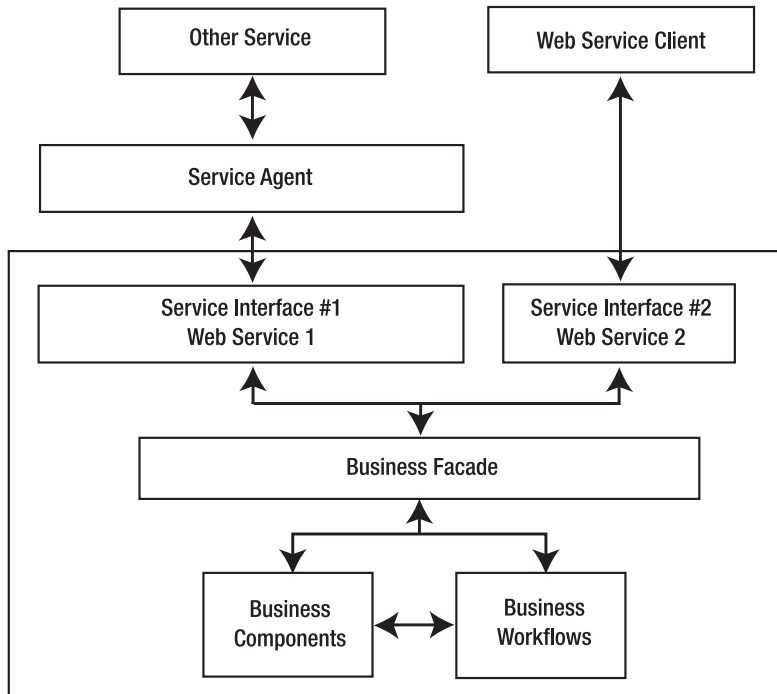 Other Service
Web Service Client
Service Agent
Service Interface #1
Web Service 1
Service Interface #2
Web Service 2
Business Facade
Business
Components
Business
Workflows